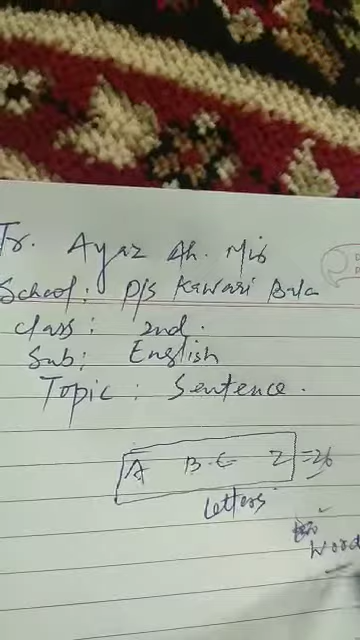 Tr. Ayaz Ah. Mir
School: P/S Kawari Bala
Class: 2nd.
Sub: English
Topic: Sentence.
A B C Z = 26
Letters
Word